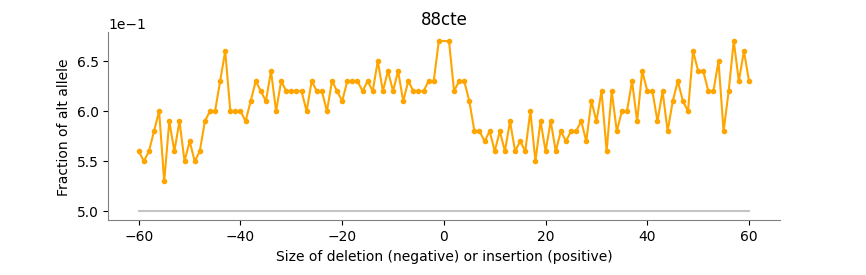 88cte
1e−1
6.5
6.0
5.5
5.0
Fraction of alt allele
−60 −40 −20 0 20 40 60
Size of deletion (negative) or insertion (positive)